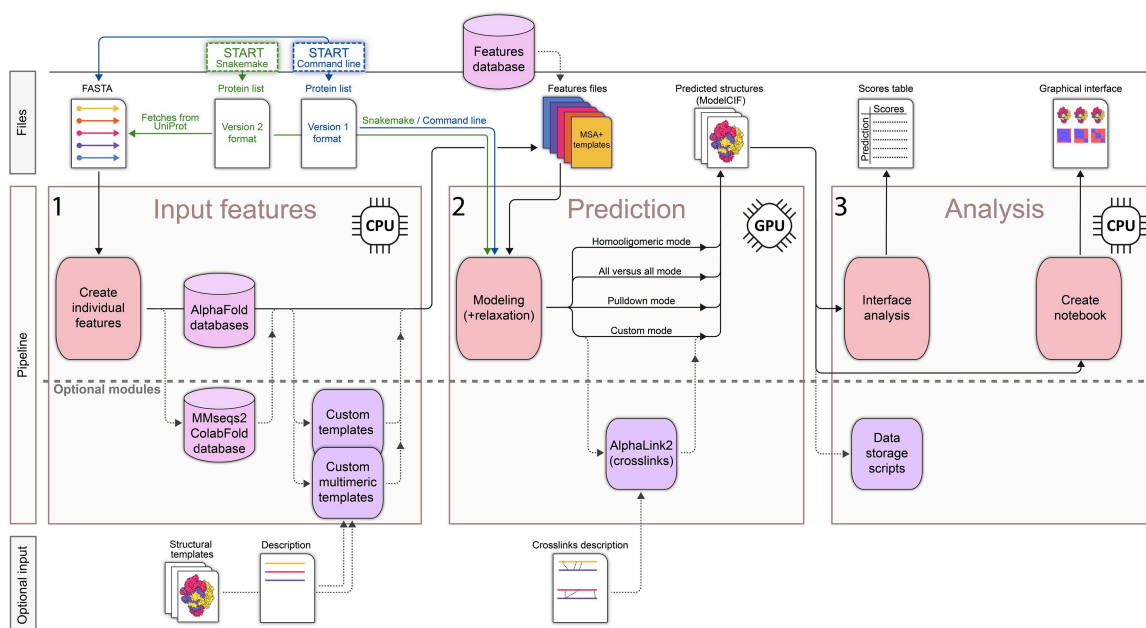 START
Snakemake
START
Command line
Features
database
Files
FASTA
Protein list
Protein list
Features files
Predicted structures
(ModelCIF)
Scores table
Graphical interface
Fetches from
UniProt
Version 2
format
Version 1
format
Snakemake / Command line
MSA+
templates
Scores
Prediction
Pipeline
1
Input features
CPU
2
Prediction
GPU
3
Analysis
CPU
Create
individual
features
AlphaFold
databases
Modeling
(+relaxation)
Homooligomeric mode
All versus all mode
Pulldown mode
Custom mode
Interface
analysis
Create
notebook
Optional modules
MMseqs2
ColabFold
database
Custom
templates
Custom
multimeric
templates
AlphaLink2
(crosslinks)
Data
storage
scripts
Optional input
Structural
templates
Description
Crosslinks description